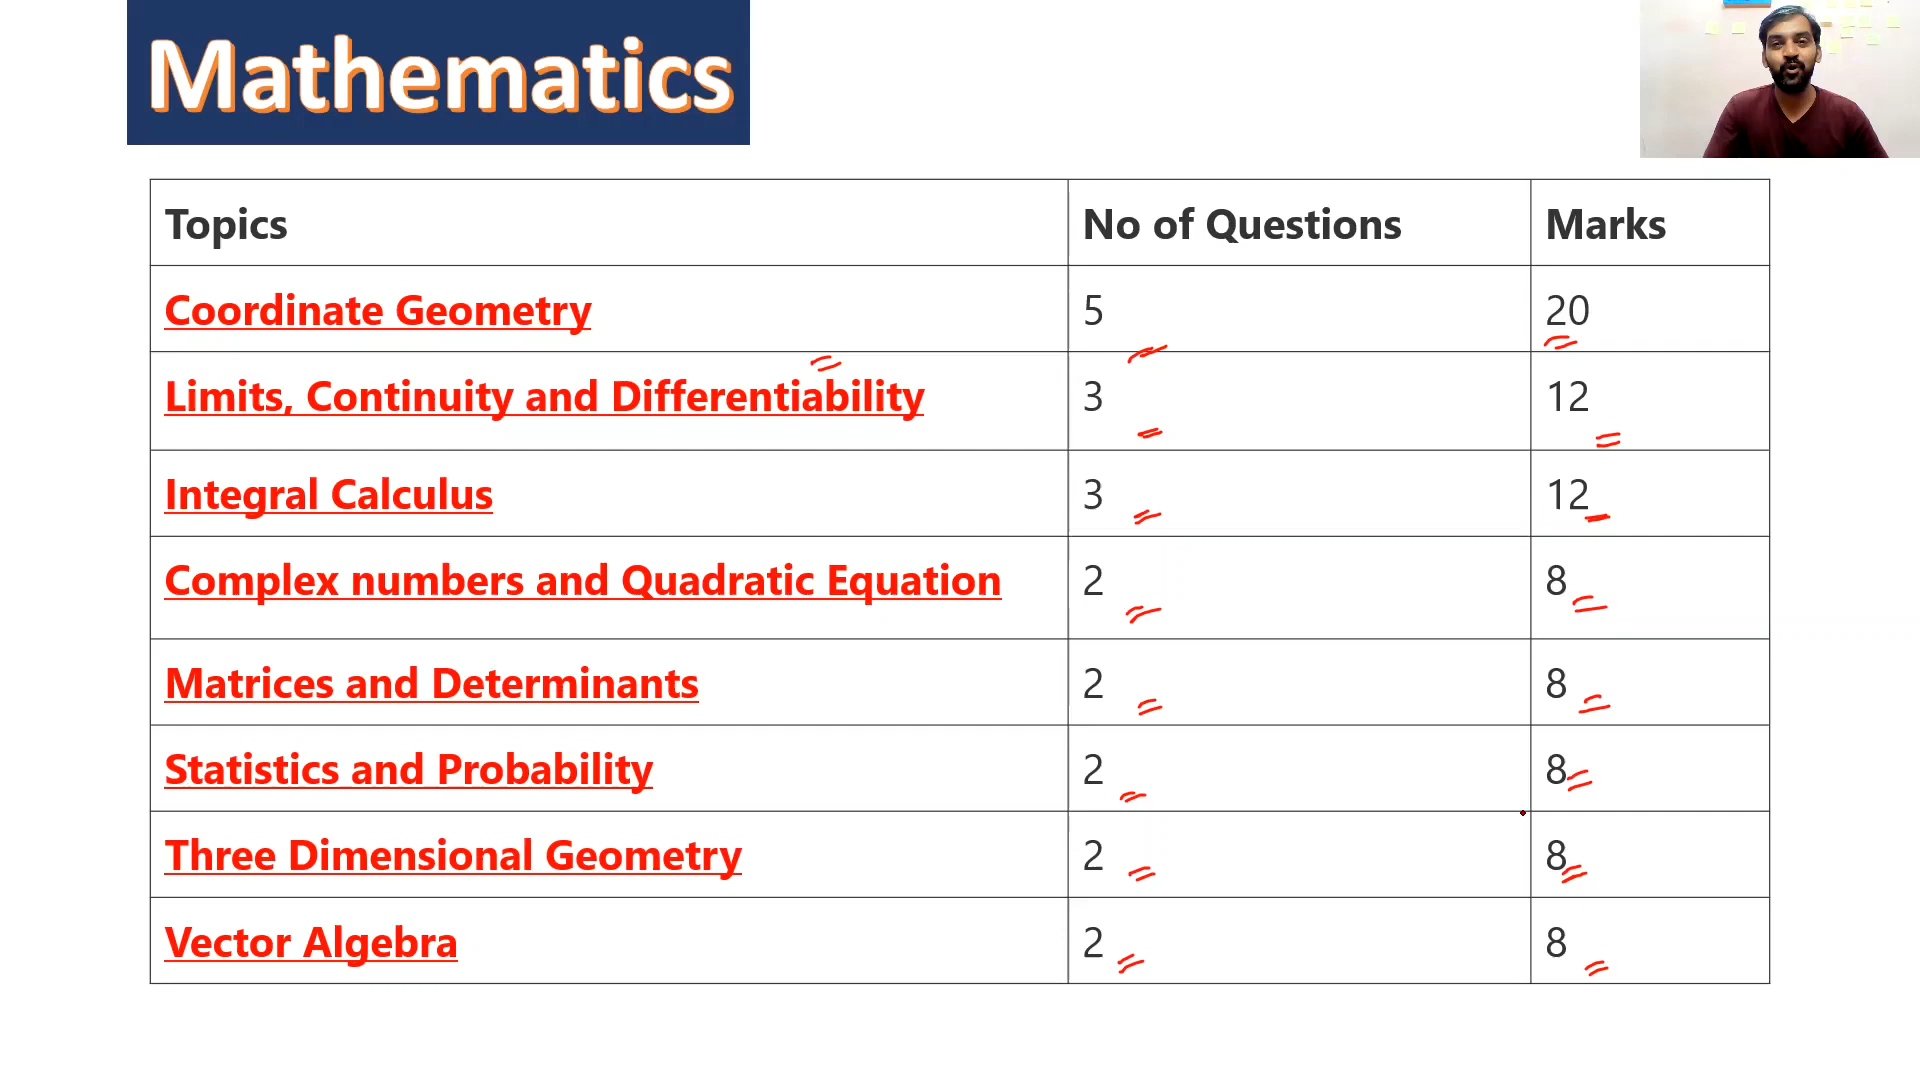 Mathematics
Topics No of Questions Marks
Coordinate Geometry 5 20
Limits, Continuity and Differentiability 3 12
Integral Calculus 3 12
Complex numbers and Quadratic Equation 2 8
Matrices and Determinants 2 8
Statistics and Probability 2 8
Three Dimensional Geometry 2 8
Vector Algebra 2 8